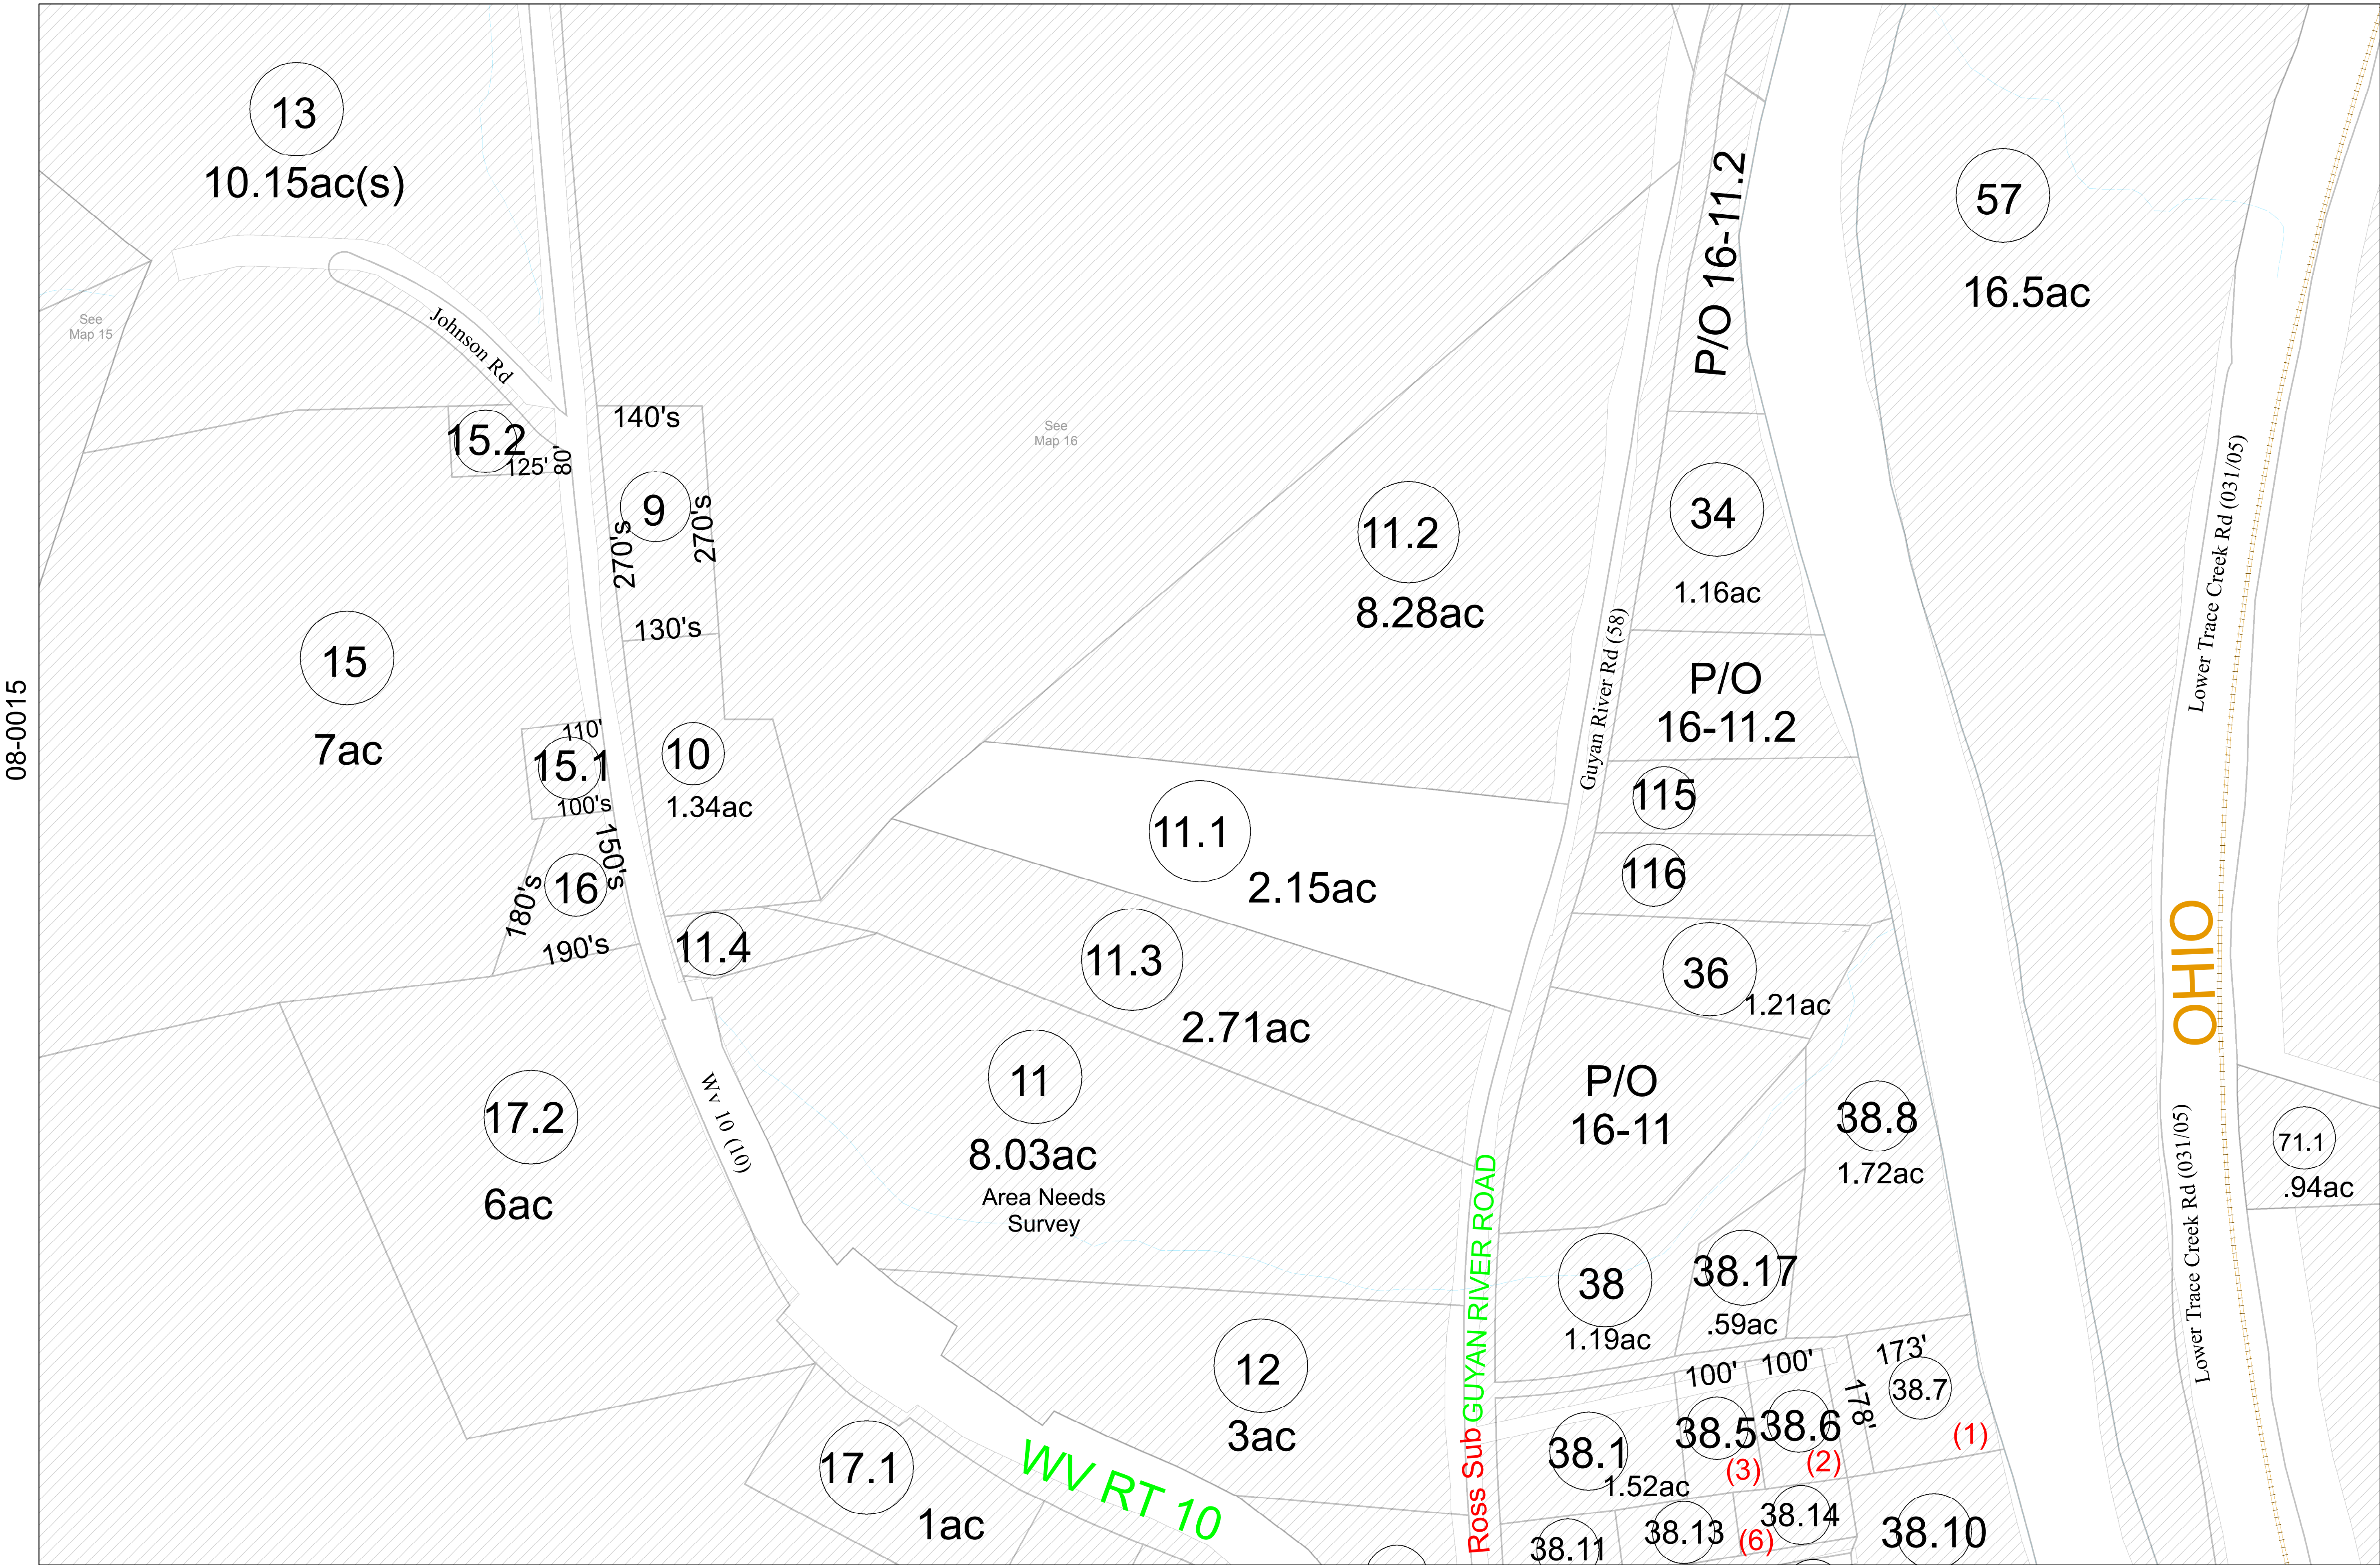 13
10.15ac(s)
57
16.5ac
P/O 16-11.2
See
Map 15
Johnson Rd
15.2
125'
80'
140's
9
270's
270's
130's
See
Map 16
11.2
8.28ac
34
1.16ac
Lower Trace Creek Rd (031/05)
Guyan River Rd (58)
15
7ac
08-0015
110'
15.1
100's
10
1.34ac
P/O
16-11.2
115
116
11.1
2.15ac
150's
16
180's
190's
11.4
11.3
2.71ac
36
1.21ac
OHIO
17.2
6ac
Wv 10 (10)
11
8.03ac
Area Needs
Survey
P/O
16-11
38.8
1.72ac
71.1
.94ac
Lower Trace Creek Rd (031/05)
GUYAN RIVER ROAD
Ross Sub
38
1.19ac
38.17
.59ac
12
3ac
100'
100'
173'
178'
38.7
(1)
38.1
1.52ac
38.5
(3)
38.6
(2)
17.1
1ac
WV RT 10
38.11
38.13
(6)
38.14
38.10